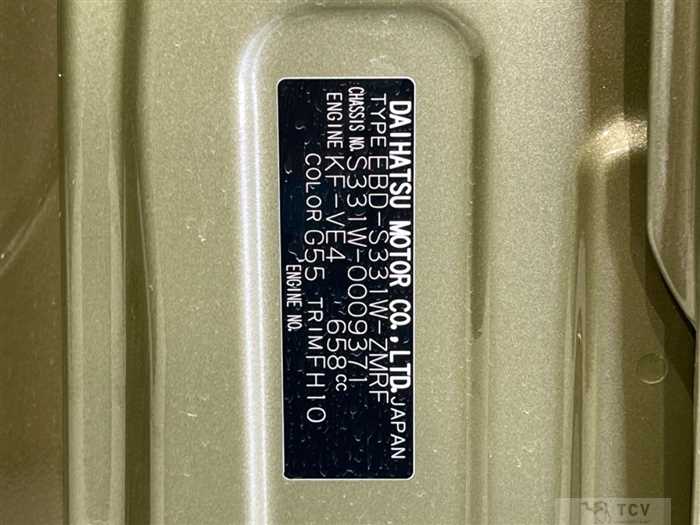 DAIHATSU MOTOR CO.,LTD. JAPAN
TYPE EBD-S331W-ZMRF
CHASSIS NO. S331W-0009371
ENGINE KF-VE4 658cc
COLOR G55 TRIM FH10
ENGINE NO.
TCV